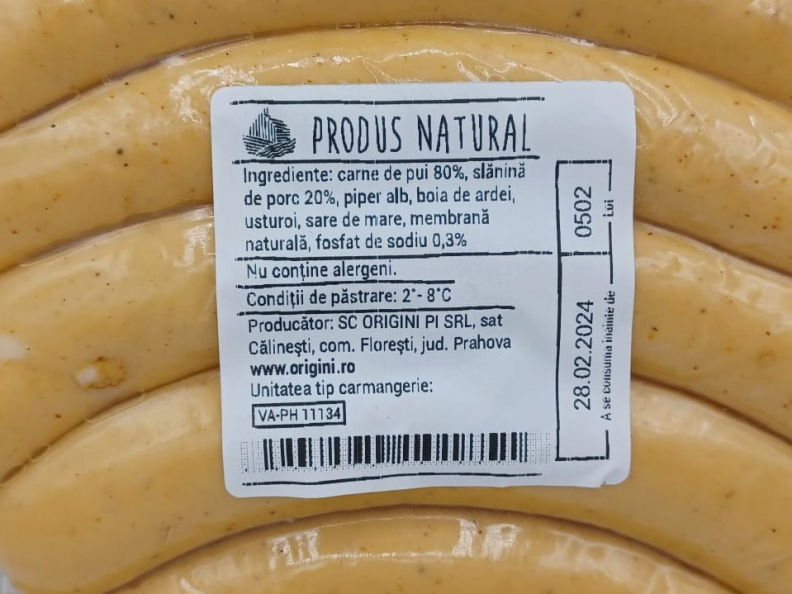 PRODUS NATURAL
Ingrediente: carne de pui 80%, slănină
de porc 20%, piper alb, boia de ardei,
usturoi, sare de mare, membrană
naturală, fosfat de sodiu 0,3%
Nu conține alergeni.
Condiții de păstrare: 2°- 8°C
Producător: SC ORIGINI PI SRL, sat
Călinești, com. Florești, jud. Prahova
www.origini.ro
Unitatea tip carmangerie:
VA-PH 11134
0502
Lot
28.02.2024
A se consuma înainte de